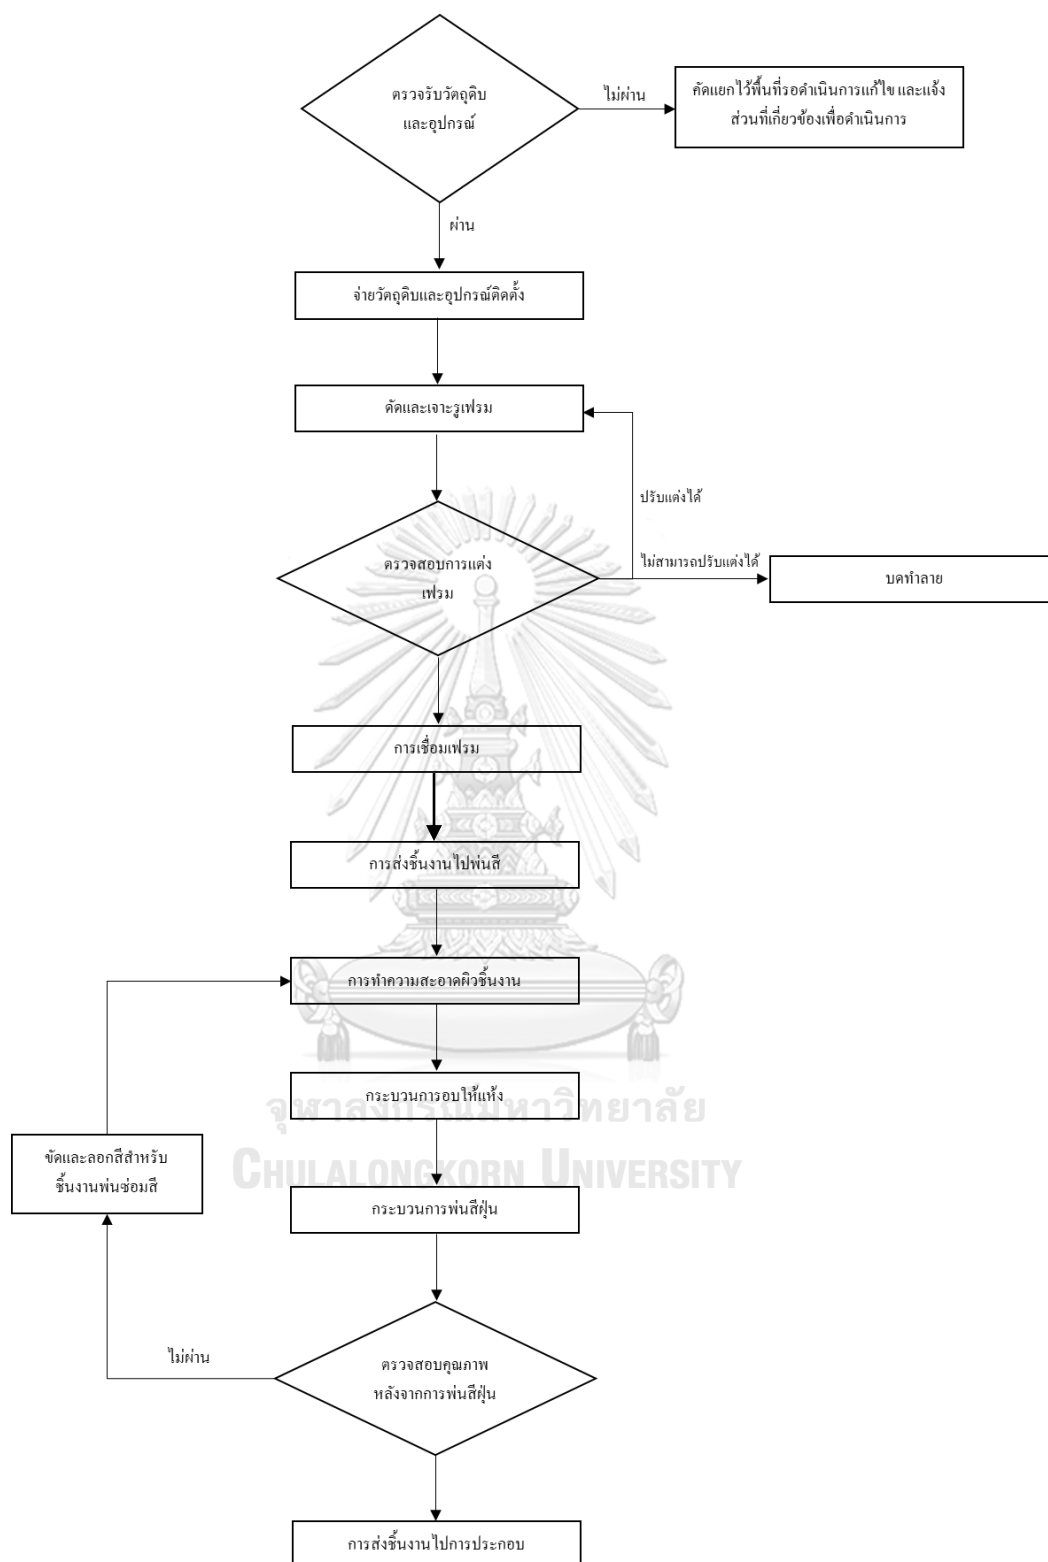 ตรวจรับวัตถุดิบ
และอุปกรณ์
ไม่ผ่าน
คัดแยกไว้พื้นที่รอดำเนินการแก้ไข และแจ้ง
ส่วนที่เกี่ยวข้องเพื่อดำเนินการ
ผ่าน
จ่ายวัตถุดิบและอุปกรณ์ติดตั้ง
ดัดและเจาะรูเฟรม
ปรับแต่งได้
ตรวจสอบการแต่ง
เฟรม
ไม่สามารถปรับแต่งได้
บดทำลาย
การเชื่อมเฟรม
การส่งชิ้นงานไปพ่นสี
การทำความสะอาดผิวชิ้นงาน
กระบวนการอบให้แห้ง
จุฬาลงกรณ์มหาวิทยาลัย
CHULALONGKORN UNIVERSITY
ขัดและลอกสีสำหรับ
ชิ้นงานพ่นซ่อมสี
กระบวนการพ่นสีฝุ่น
ไม่ผ่าน
ตรวจสอบคุณภาพ
หลังจากการพ่นสีฝุ่น
การส่งชิ้นงานไปการประกอบ